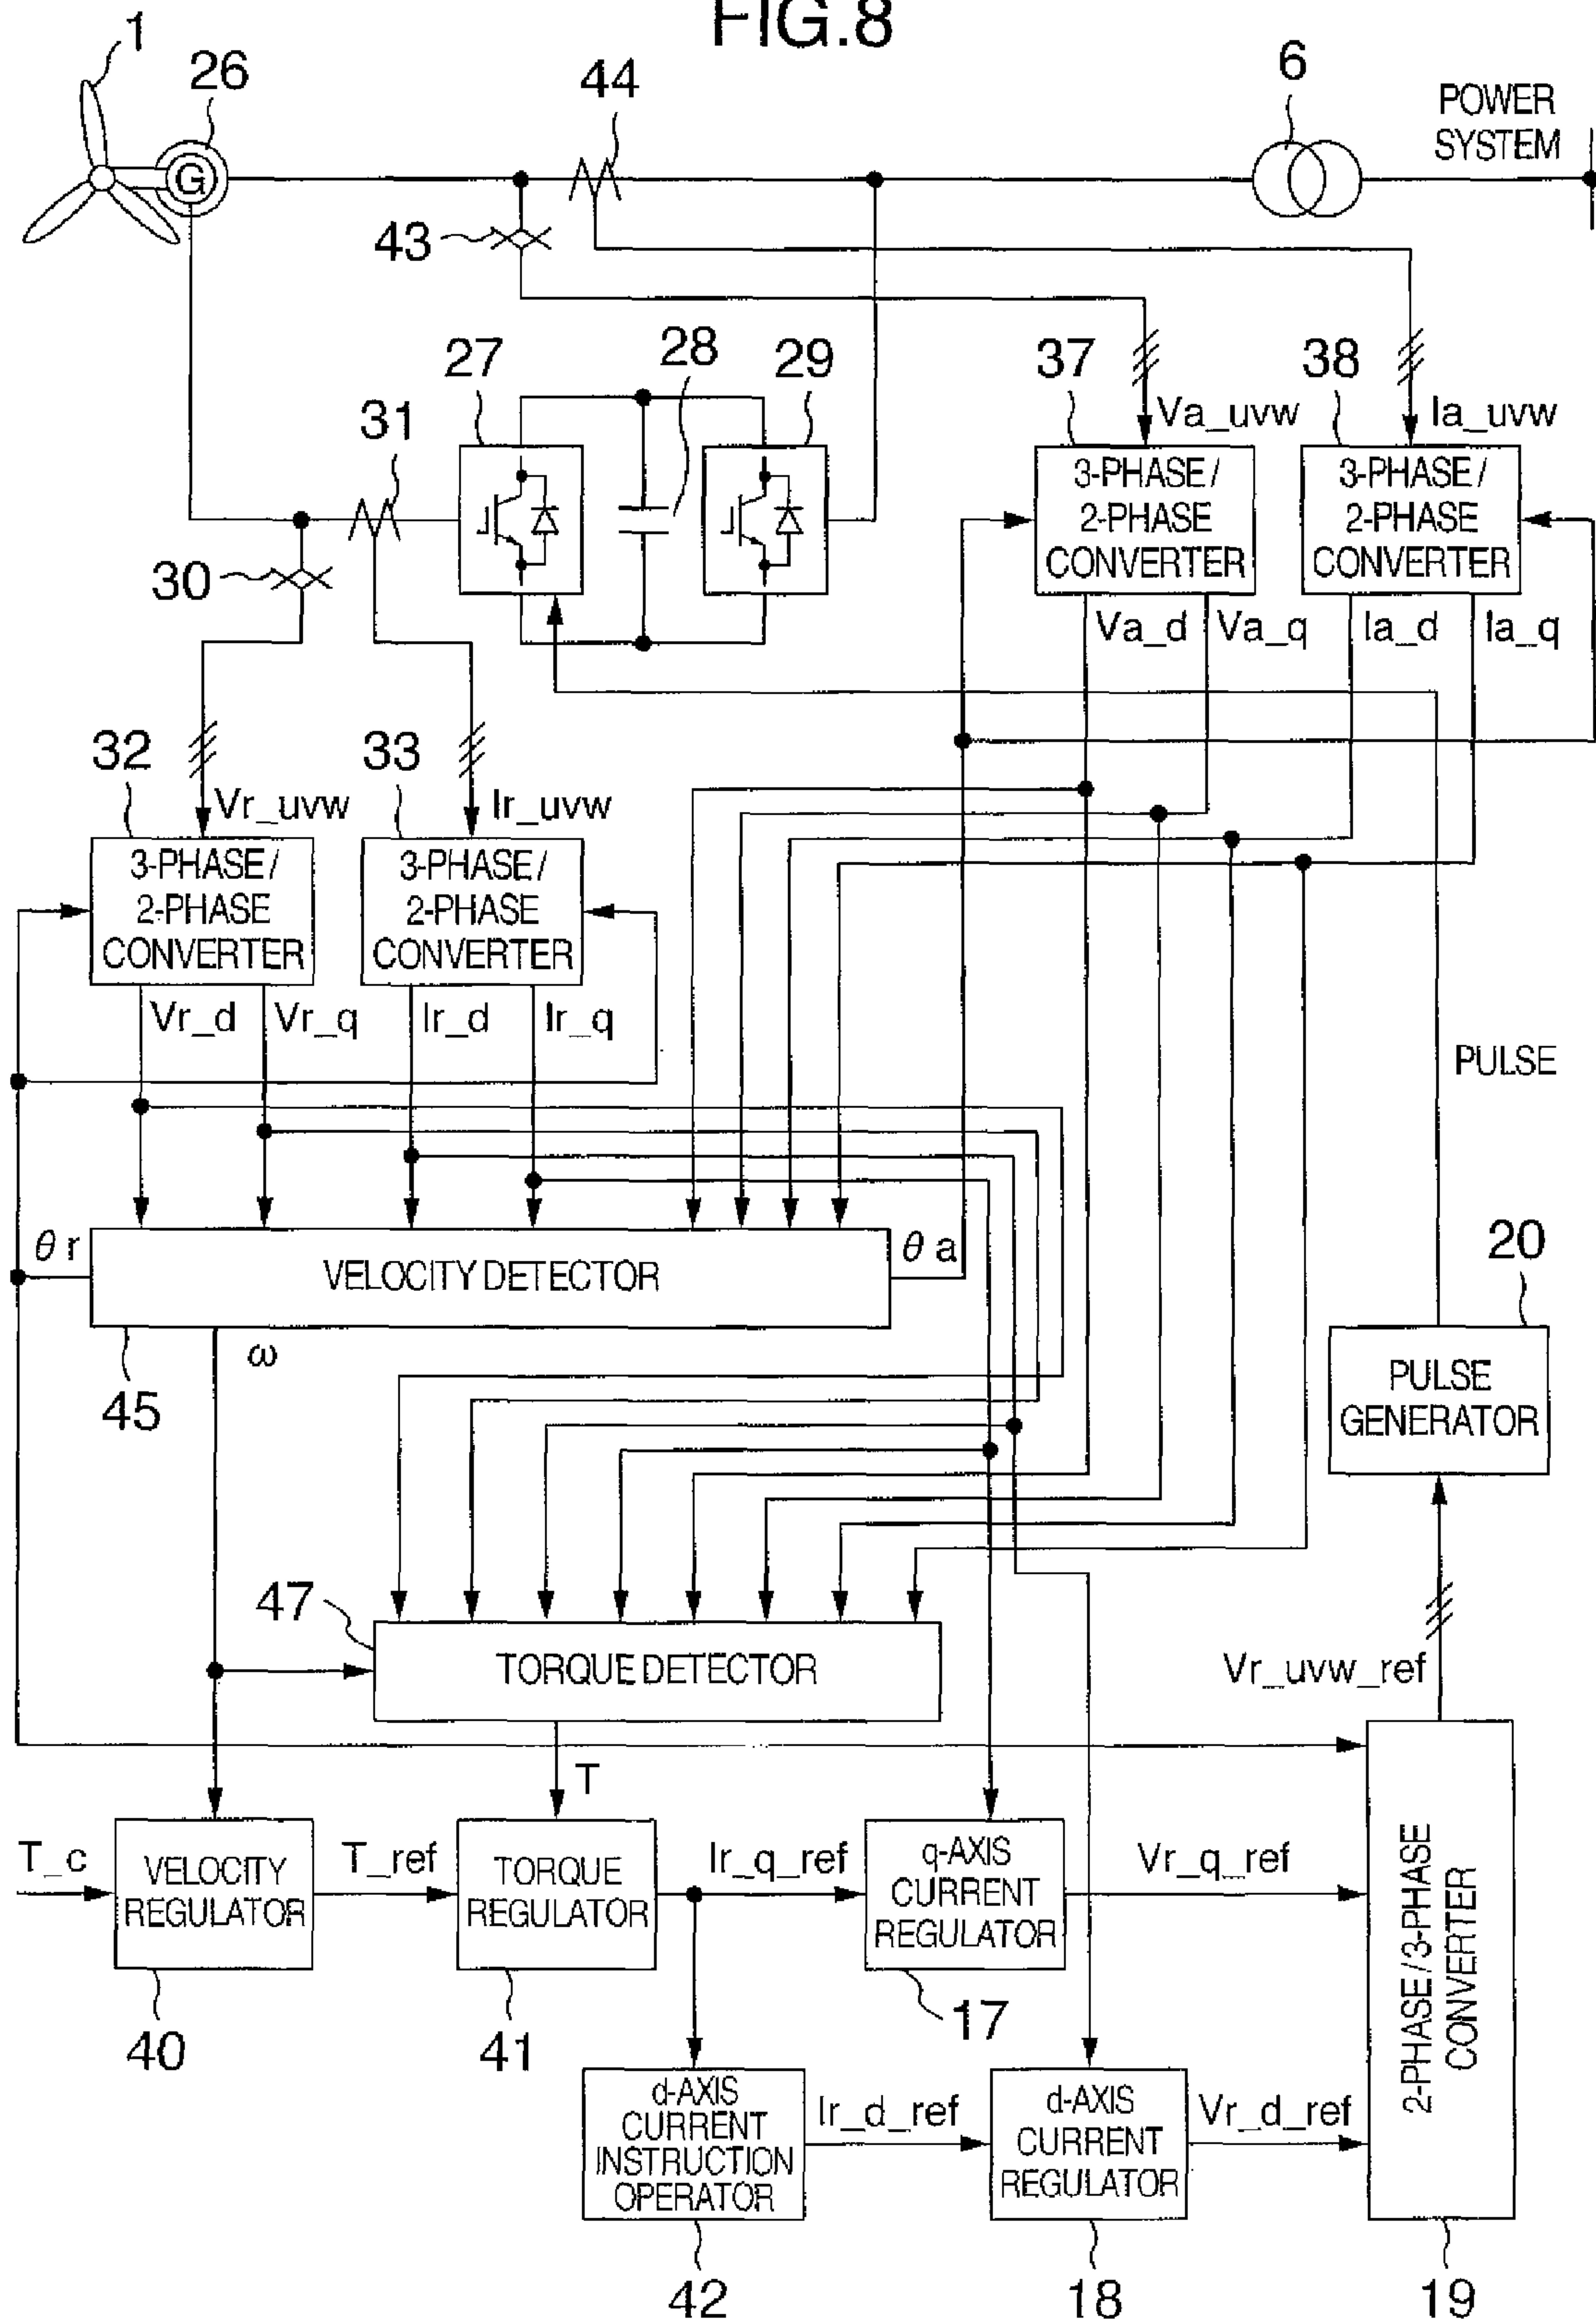 FIG.8
1
26
44
6
POWER
SYSTEM
G
43
27
28
29
37
38
31
Va_uvw
Ia_uvw
3-PHASE/
2-PHASE
CONVERTER
3-PHASE/
2-PHASE
CONVERTER
30
Va_d
Va_q
Ia_d
Ia_q
32
33
Vr_uvw
Ir_uvw
3-PHASE/
2-PHASE
CONVERTER
3-PHASE/
2-PHASE
CONVERTER
Vr_d
Vr_q
Ir_d
Ir_q
PULSE
θr
VELOCITY DETECTOR
θa
20
45
ω
PULSE
GENERATOR
47
TORQUE DETECTOR
Vr_uvw_ref
T
T_c
VELOCITY
REGULATOR
T_ref
TORQUE
REGULATOR
Ir_q_ref
q-AXIS
CURRENT
REGULATOR
Vr_q_ref
2-PHASE/3-PHASE
CONVERTER
40
41
17
d-AXIS
CURRENT
INSTRUCTION
OPERATOR
Ir_d_ref
d-AXIS
CURRENT
REGULATOR
Vr_d_ref
42
18
19